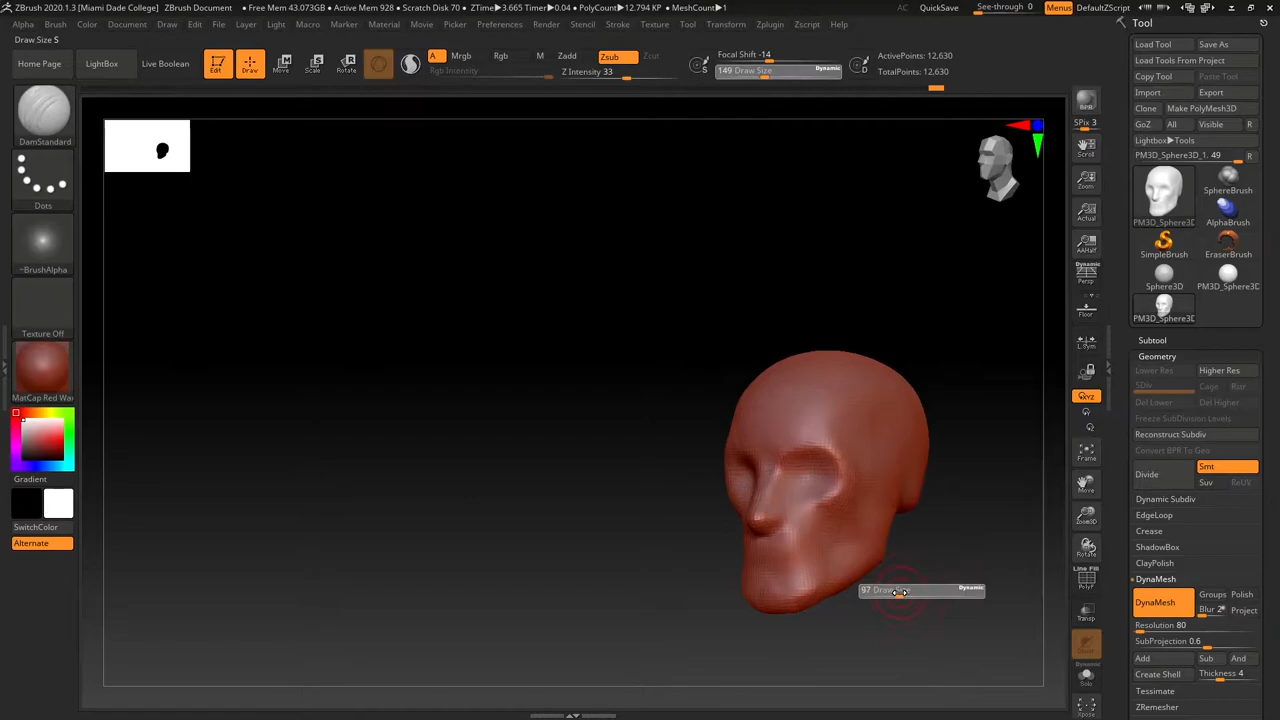 ZBrush 2020.1.3 [Miami Dade College] • Free Mem 43.073GB • Active Mem 928 • Scratch Disk 70 • ZTime▶3.665 Timer▶0.04 • PolyCount▶12.794 KP • MeshCount▶1 AC QuickSave See-through 0 Menus DefaultZScript
Alpha Brush Color Document Draw Edit File Layer Light Macro Marker Material Movie Picker Preferences Render Stencil Stroke Texture Tool Transform Zplugin Zscript Help
Draw Size S
Home Page LightBox Live Boolean Edit Draw Move Scale Rotate
A Mrgb Rgb M Zadd Zsub Zcut
Rgb Intensity Z Intensity 33
Focal Shift -14
149 Draw Size Dynamic
S D
ActivePoints: 12,630
TotalPoints: 12,630
DamStandard
Dots
~BrushAlpha
Texture Off
MatCap Red Wax
Gradient
SwitchColor
Alternate
97 Draw Size Dynamic
BPR
SPix 3
Scroll
Zoom
Actual
AAHalf
Dynamic
Persp
Floor
L.Sym
XYZ
Frame
Move
Zoom3D
Rotate
Line Fill
PolyF
Transp
Dynamic
Solo
Xpose
Tool
Load Tool Save As
Load Tools From Project
Copy Tool Paste Tool
Import Export
Clone Make PolyMesh3D
GoZ All Visible R
Lightbox▶Tools
PM3D_Sphere3D_1. 49 R
PM3D_Sphere3D SphereBrush
AlphaBrush
SimpleBrush EraserBrush
Sphere3D PM3D_Sphere3D
PM3D_Sphere3D
Subtool
Geometry
Lower Res Higher Res
SDiv Cage Rstr
Del Lower Del Higher
Freeze SubDivision Levels
Reconstruct Subdiv
Convert BPR To Geo
Divide Smt
Suv ReUV
Dynamic Subdiv
EdgeLoop
Crease
ShadowBox
ClayPolish
DynaMesh
DynaMesh Groups Polish
Blur 2 Project
Resolution 80
SubProjection 0.6
Add Sub And
Create Shell Thickness 4
Tessimate
ZRemesher